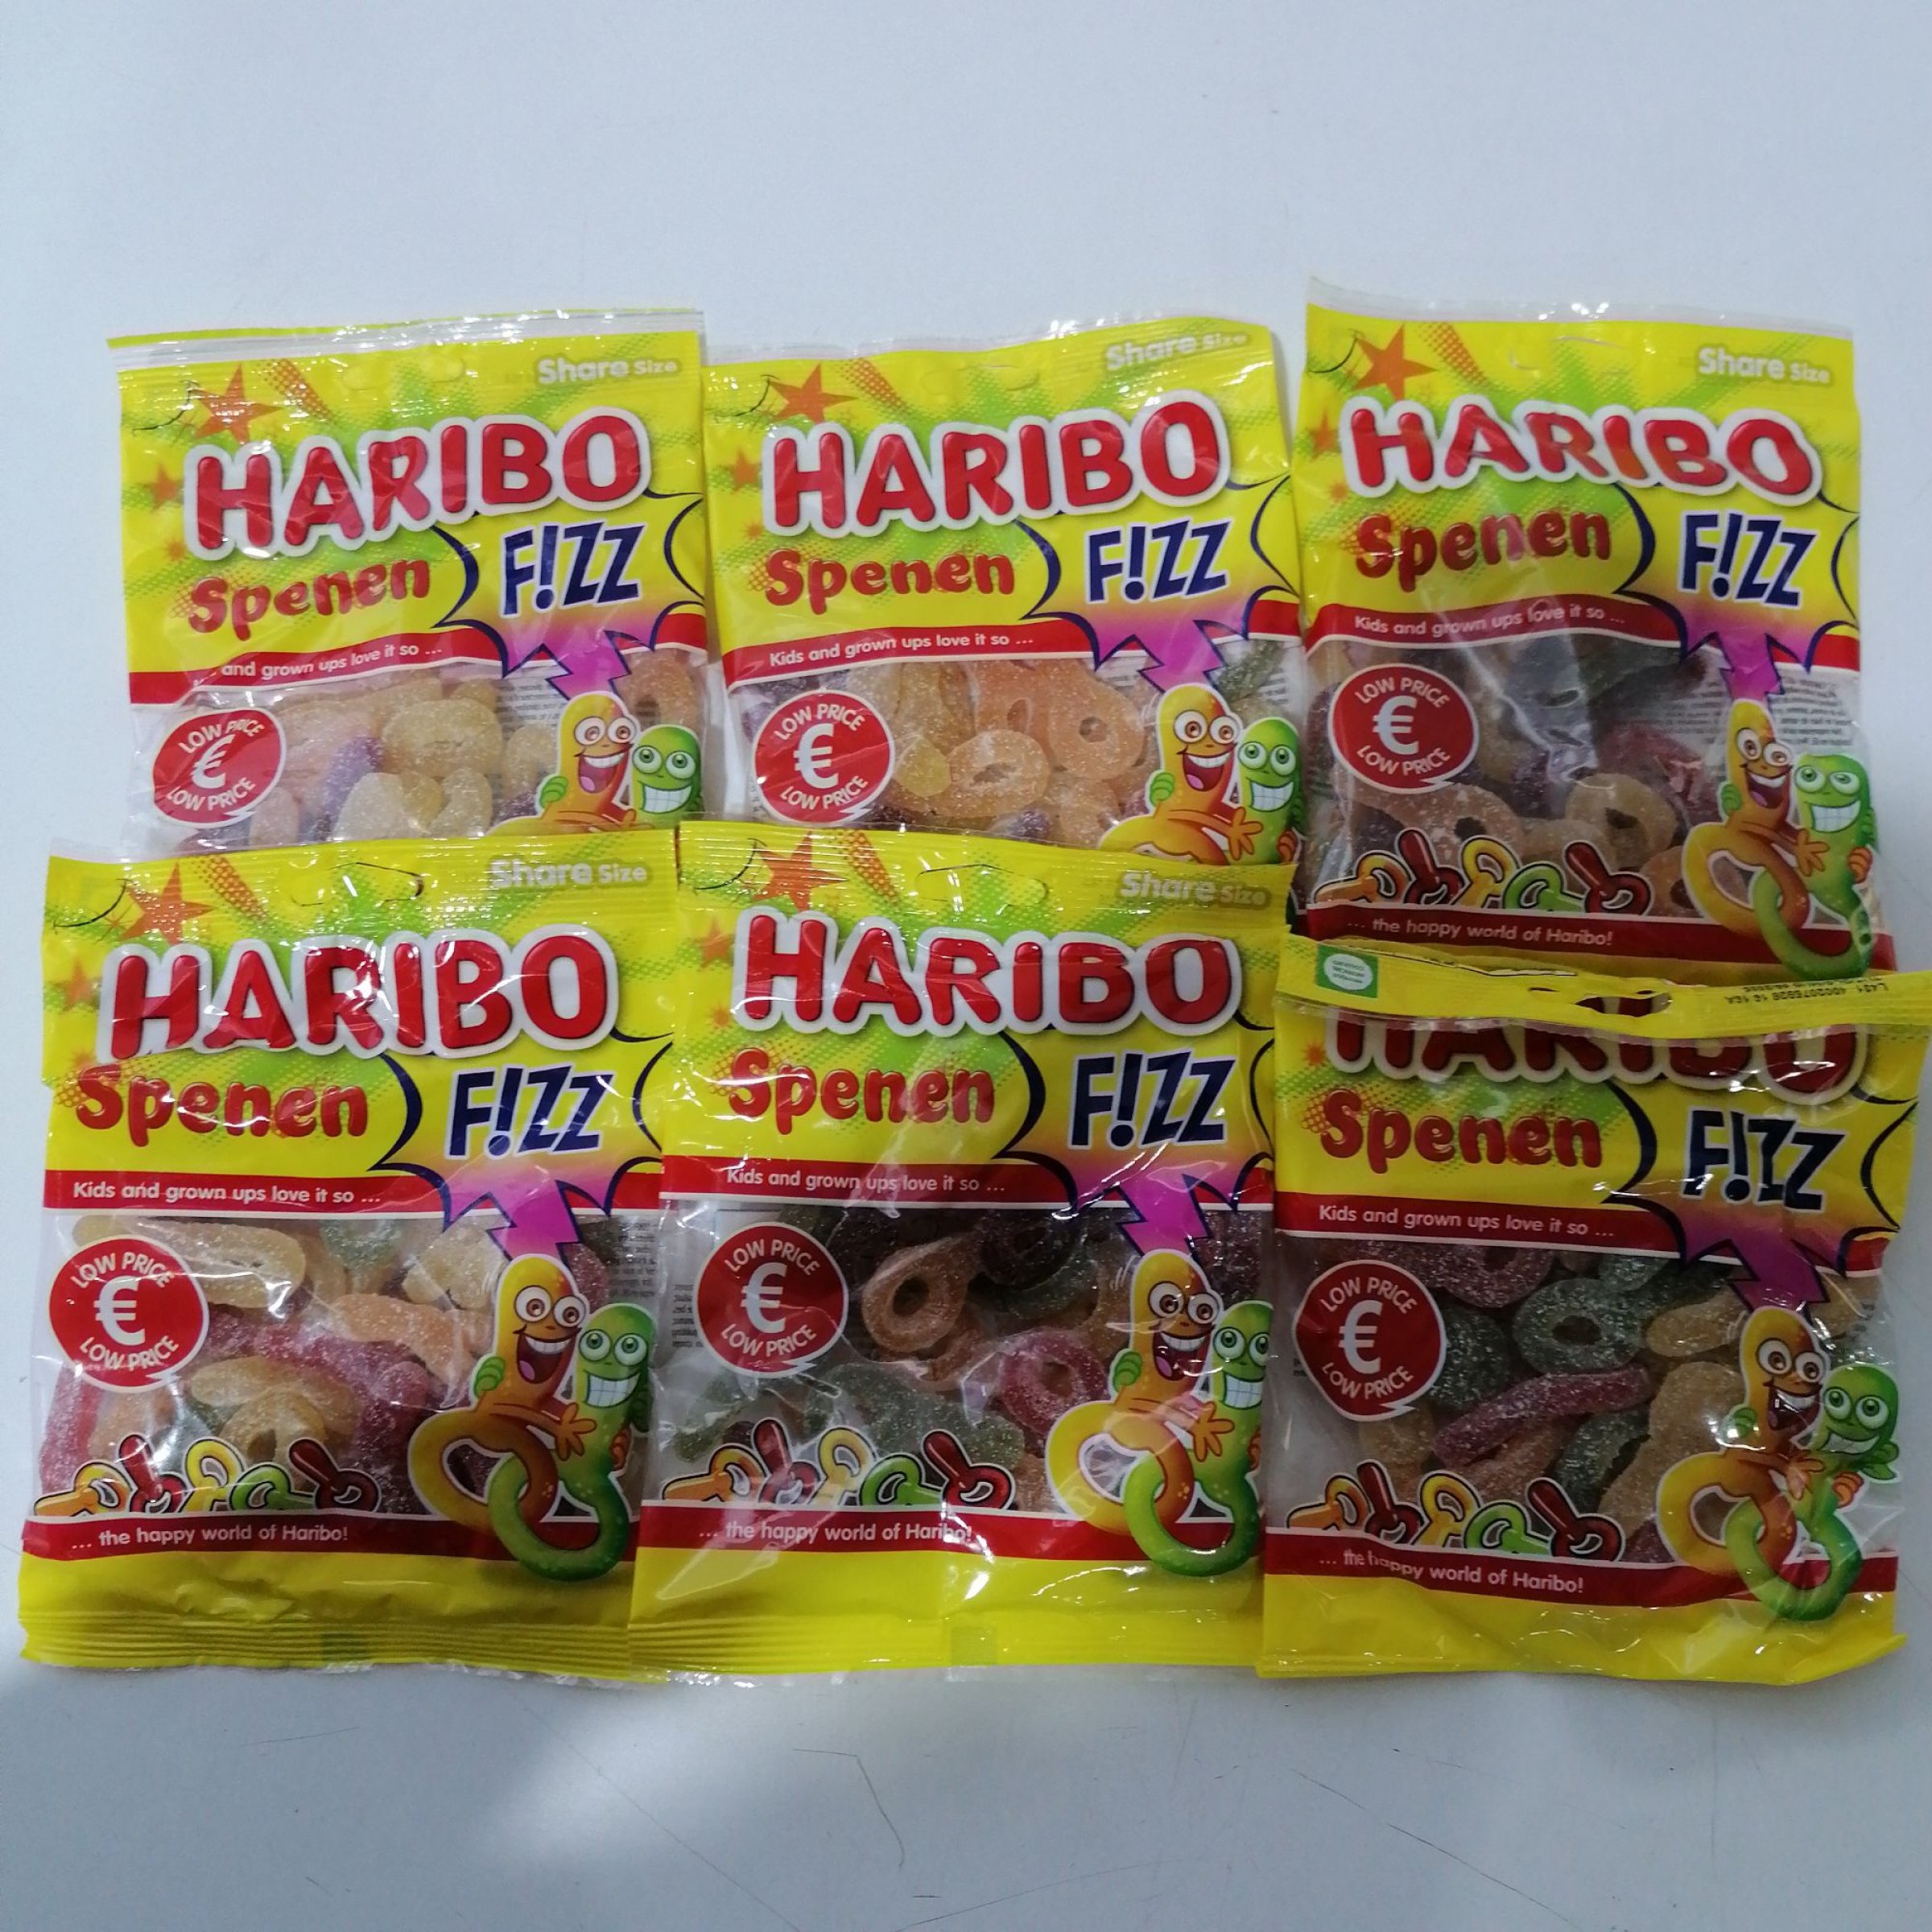 Share Size
HARIBO
Spenen F!ZZ
and grown ups love it so ...
LOW PRICE
€
LOW PRICE
Share Size
HARIBO
Spenen F!ZZ
Kids and grown ups love it so ...
LOW PRICE
€
LOW PRICE
Share Size
HARIBO
Spenen F!ZZ
Kids and grown ups love it so ...
LOW PRICE
€
LOW PRICE
... the happy world of Haribo!
Share Size
HARIBO
Spenen F!ZZ
Kids and grown ups love it so ...
LOW PRICE
€
LOW PRICE
... the happy world of Haribo!
Share Size
HARIBO
Spenen F!ZZ
Kids and grown ups love it so ...
LOW PRICE
€
LOW PRICE
... the happy world of Haribo!
HARIBO
Spenen F!ZZ
Kids and grown ups love it so ...
LOW PRICE
€
LOW PRICE
... the happy world of Haribo!